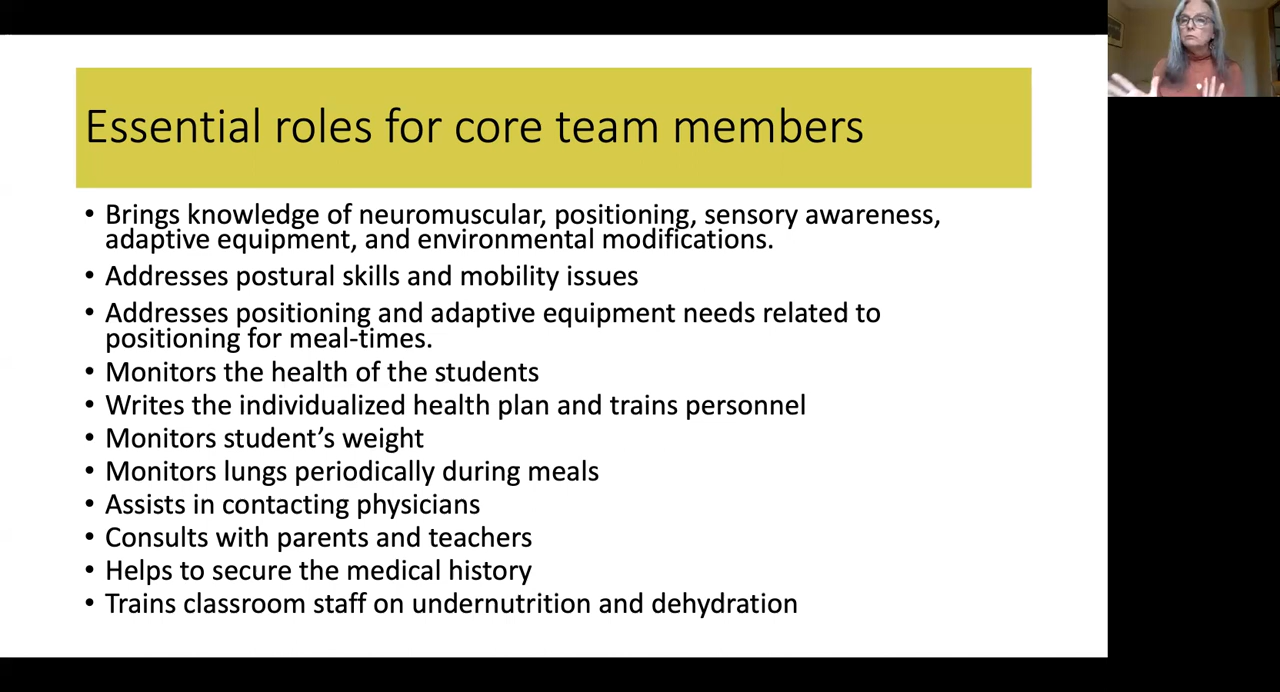 Essential roles for core team members
• Brings knowledge of neuromuscular, positioning, sensory awareness,
adaptive equipment, and environmental modifications.
• Addresses postural skills and mobility issues
• Addresses positioning and adaptive equipment needs related to
positioning for meal-times.
• Monitors the health of the students
• Writes the individualized health plan and trains personnel
• Monitors student’s weight
• Monitors lungs periodically during meals
• Assists in contacting physicians
• Consults with parents and teachers
• Helps to secure the medical history
• Trains classroom staff on undernutrition and dehydration